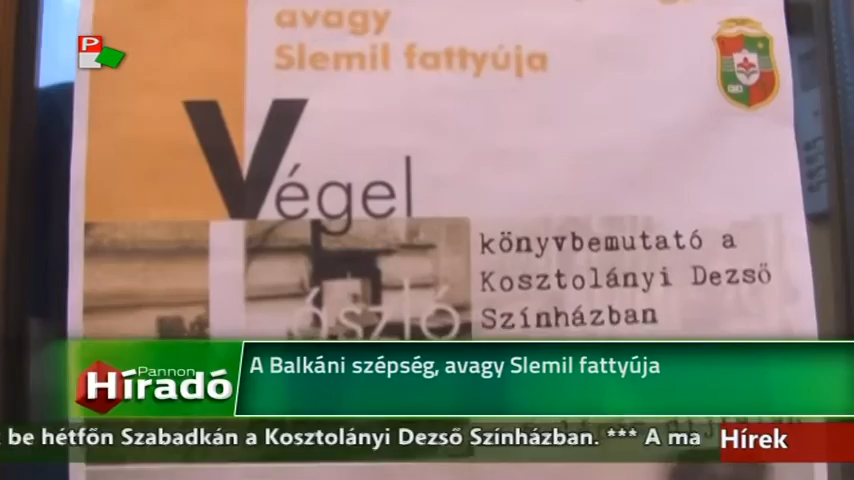 avagy
Slemil fattyúja
Végel
László
könyvbemutató a
Kosztolányi Dezső
Színházban
P
Pannon
Híradó
A Balkáni szépség, avagy Slemil fattyúja
be hétfőn Szabadkán a Kosztolányi Dezső Színházban. *** A ma
Hírek